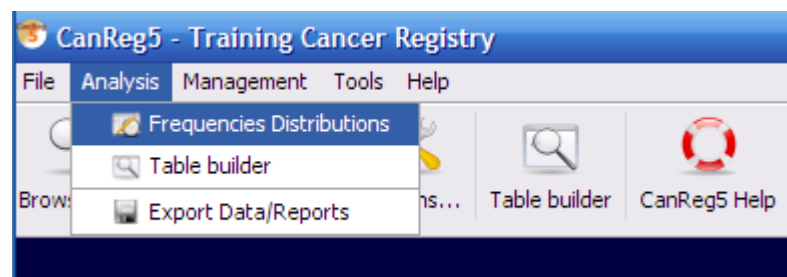 CanReg5 - Training Cancer Registry
File Analysis Management Tools Help
Frequencies Distributions
Table builder
Export Data/Reports
Table builder CanReg5 Help